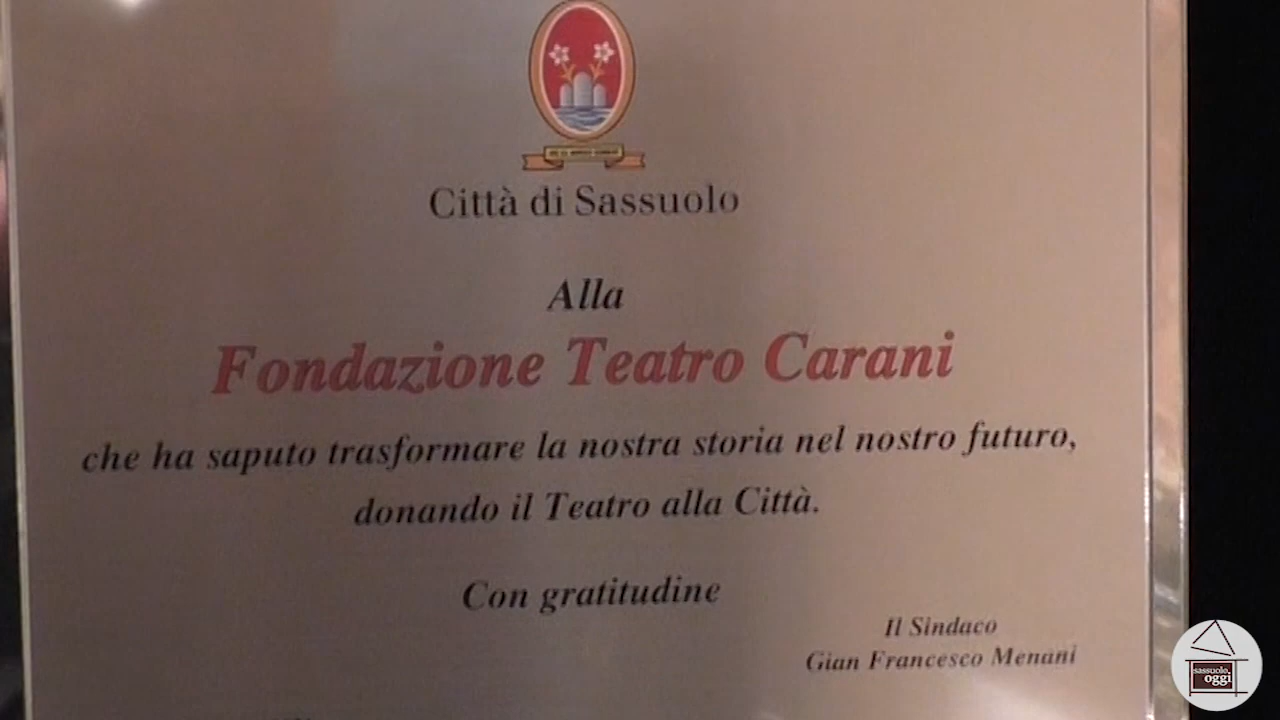 Città di Sassuolo
Alla
Fondazione Teatro Carani
che ha saputo trasformare la nostra storia nel nostro futuro,
donando il Teatro alla Città.
Con gratitudine
Il Sindaco
Gian Francesco Menani
sassuolo
oggi